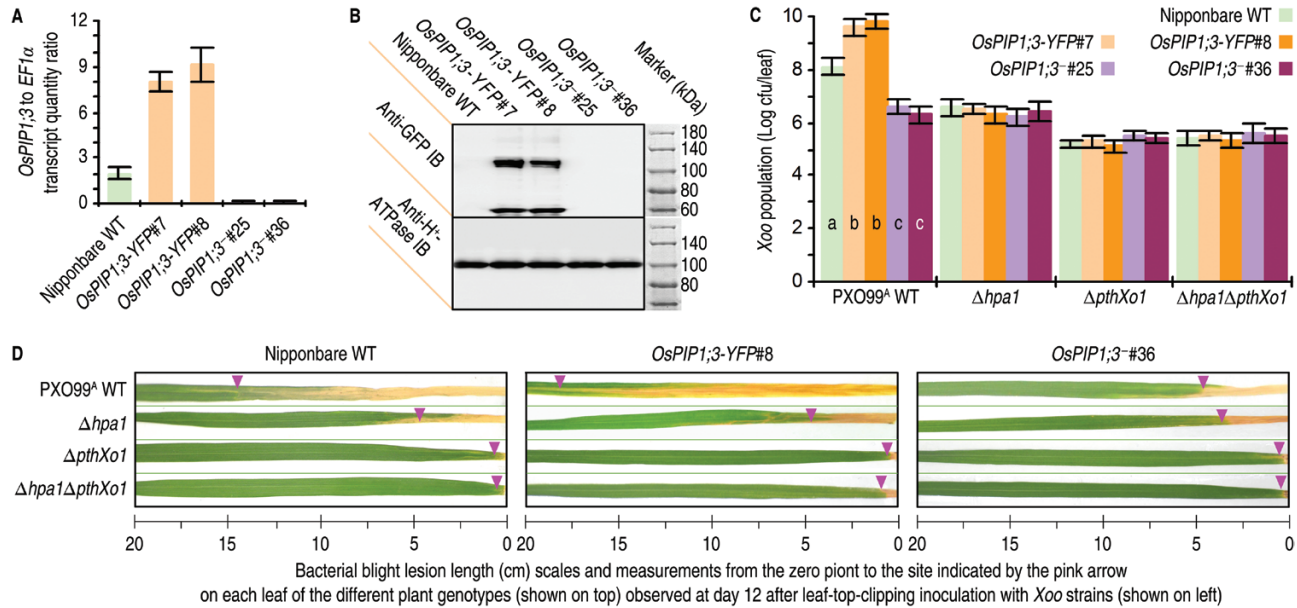 A
OsPIP1;3 to EF1α
transcript quantity ratio
12
9
6
3
0
Nipponbare WT
OsPIP1;3-YFP#7
OsPIP1;3-YFP#8
OsPIP1;3⁻#25
OsPIP1;3⁻#36
B
Nipponbare WT
OsPIP1;3-YFP#7
OsPIP1;3-YFP#8
OsPIP1;3⁻#25
OsPIP1;3⁻#36
Marker (kDa)
Anti-GFP IB
Anti-H⁺-
ATPase IB
180
140
100
80
60
140
100
80
C
Nipponbare WT
OsPIP1;3-YFP#7
OsPIP1;3-YFP#8
OsPIP1;3⁻#25
OsPIP1;3⁻#36
Xoo population (Log cfu/leaf)
10
8
6
4
2
0
a b b c c
PXO99ᴬ WT
Δhpa1
ΔpthXo1
Δhpa1ΔpthXo1
D
Nipponbare WT
OsPIP1;3-YFP#8
OsPIP1;3⁻#36
PXO99ᴬ WT
Δhpa1
ΔpthXo1
Δhpa1ΔpthXo1
20 15 10 5 0
20 15 10 5 0
20 15 10 5 0
Bacterial blight lesion length (cm) scales and measurements from the zero piont to the site indicated by the pink arrow
on each leaf of the different plant genotypes (shown on top) observed at day 12 after leaf-top-clipping inoculation with Xoo strains (shown on left)